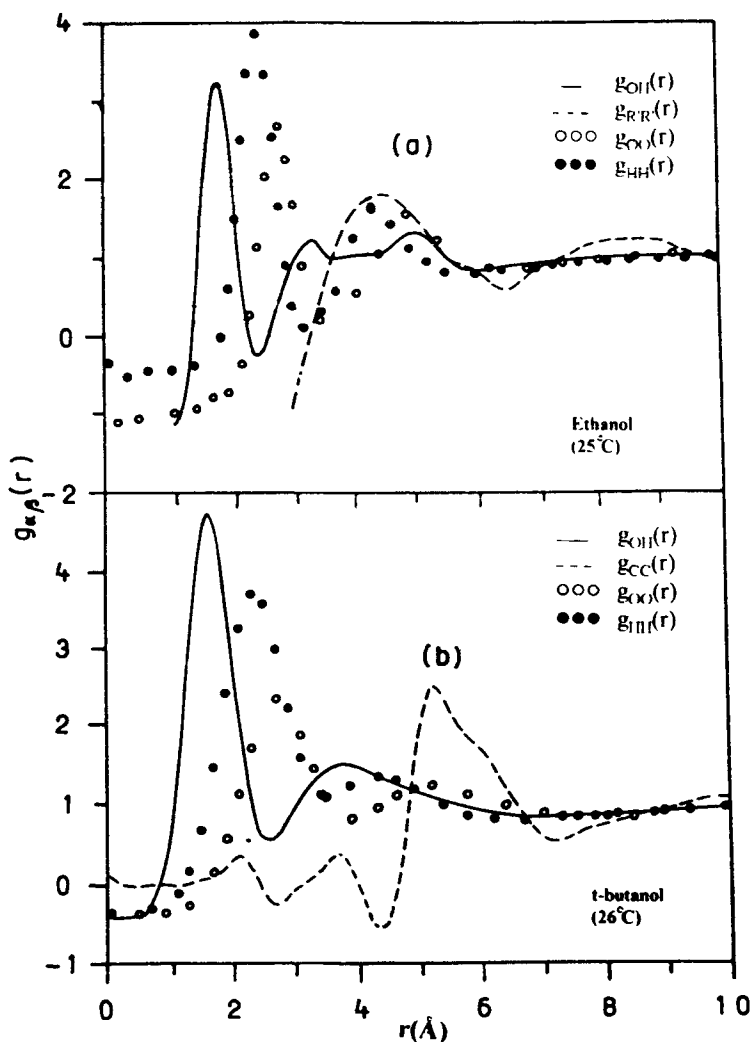 4
2
0
-2
gαβ(r)
g_OH(r)
g_R'R'(r)
g_OO(r)
g_HH(r)
(a)
Ethanol
(25°C)
g_OH(r)
g_CC(r)
g_OO(r)
g_HH(r)
(b)
4
3
2
1
0
-1
t-butanol
(26°C)
0
2
4
6
8
10
r(Å)